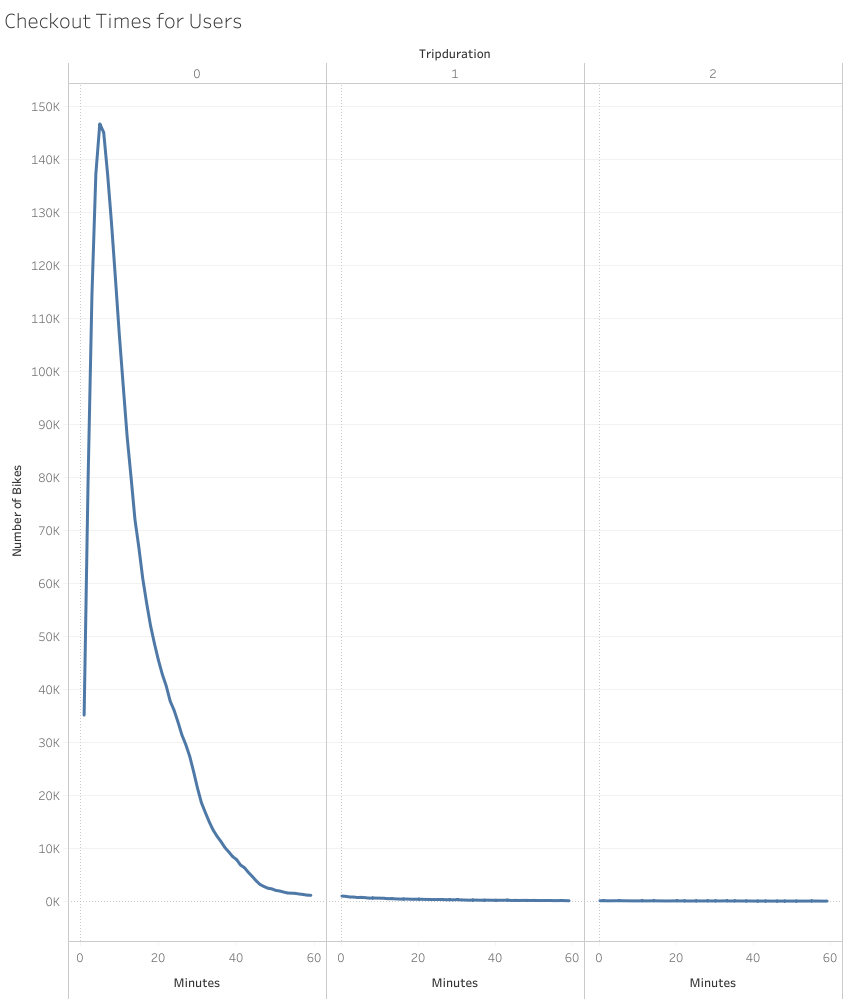 Checkout Times for Users
Tripduration
0 1 2
150K
140K
130K
120K
110K
100K
90K
80K
70K
60K
50K
40K
30K
20K
10K
0K
Number of Bikes
0 20 40 60 0 20 40 60 0 20 40 60
Minutes Minutes Minutes